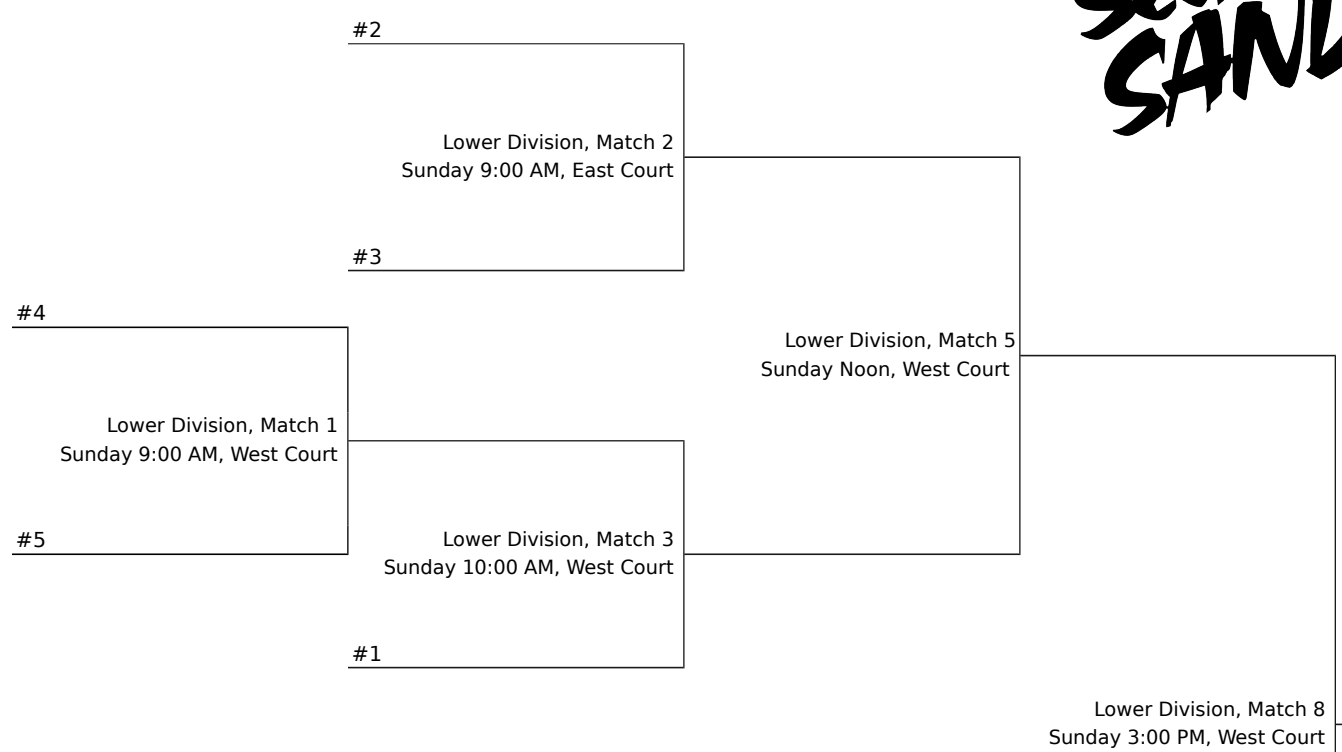 #2
Lower Division, Match 2
Sunday 9:00 AM, East Court
#3
#4
Lower Division, Match 5
Sunday Noon, West Court
Lower Division, Match 1
Sunday 9:00 AM, West Court
#5
Lower Division, Match 3
Sunday 10:00 AM, West Court
#1
Lower Division, Match 8
Sunday 3:00 PM, West Court